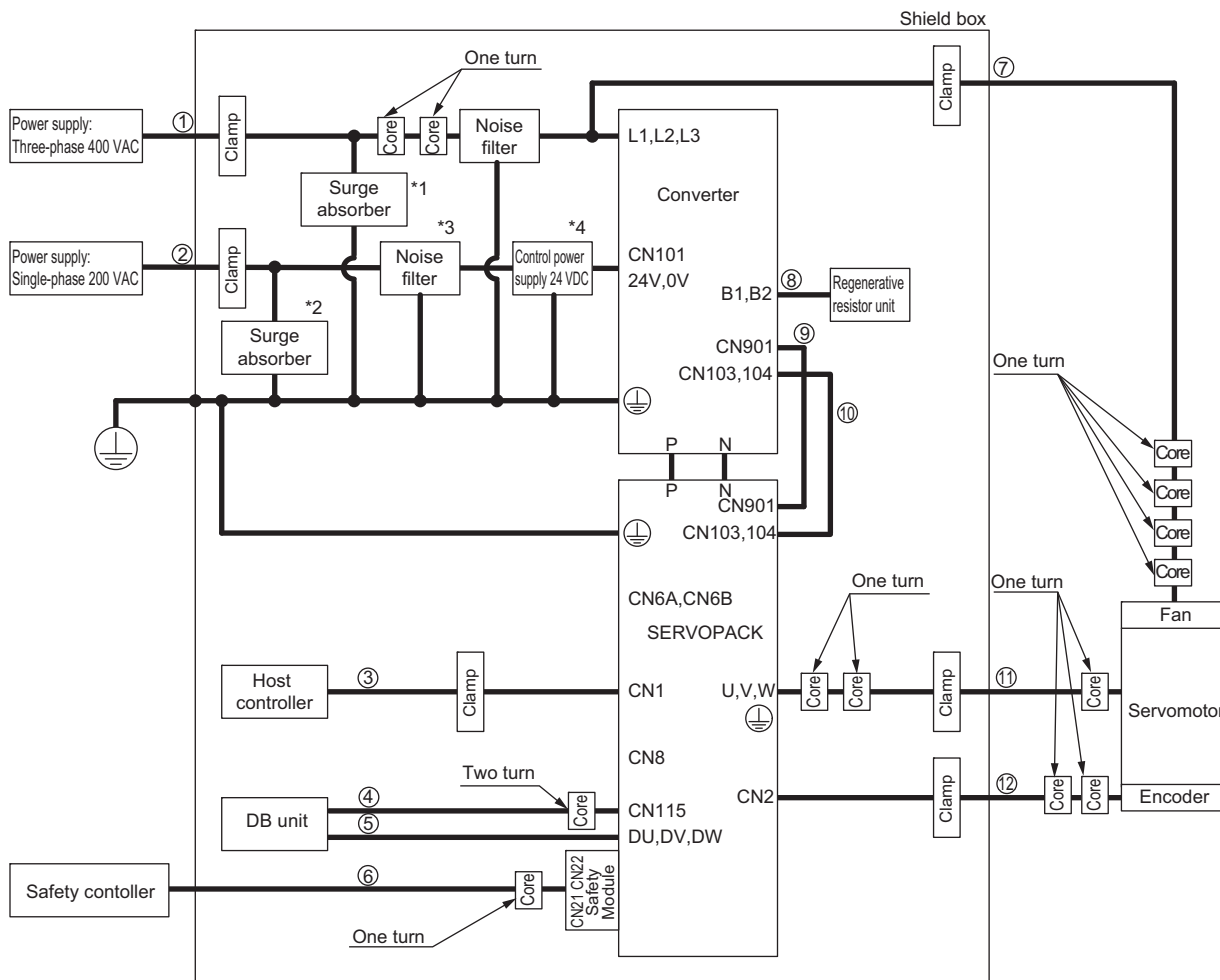 Shield box
One turn
⑦
Clamp
Power supply:
Three-phase 400 VAC
①
Clamp
Core
Core
Noise
filter
L1,L2,L3
Surge
absorber
*1
Converter
Power supply:
Single-phase 200 VAC
②
Clamp
*3
Noise
filter
*4
Control power
supply 24 VDC
CN101
24V,0V
B1,B2
⑧
Regenerative
resistor unit
*2
Surge
absorber
CN901
⑨
CN103,104
⑩
One turn
Core
Core
Core
Core
P
N
P
N
CN901
CN103,104
CN6A,CN6B
SERVOPACK
One turn
One turn
Fan
Host
controller
③
Clamp
CN1
U,V,W
Core
Core
Clamp
⑪
Core
Servomotor
CN8
Two turn
DB unit
④
⑤
Core
CN115
DU,DV,DW
CN2
Clamp
⑫
Core
Core
Encoder
Safety contoller
⑥
Core
CN21 CN22
Safety
Module
One turn